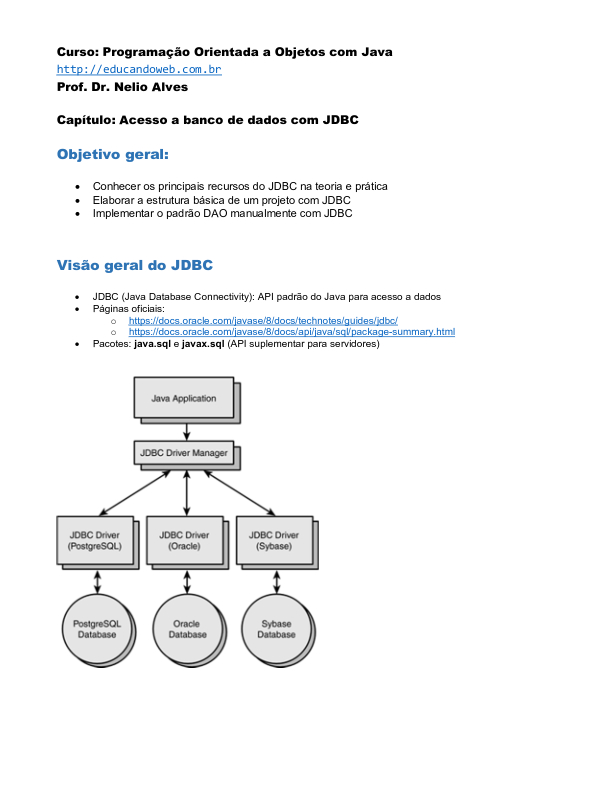 Curso: Programação Orientada a Objetos com Java
http://educandoweb.com.br
Prof. Dr. Nelio Alves
Capítulo: Acesso a banco de dados com JDBC
Objetivo geral:
• Conhecer os principais recursos do JDBC na teoria e prática
• Elaborar a estrutura básica de um projeto com JDBC
• Implementar o padrão DAO manualmente com JDBC
Visão geral do JDBC
• JDBC (Java Database Connectivity): API padrão do Java para acesso a dados
• Páginas oficiais:
o https://docs.oracle.com/javase/8/docs/technotes/guides/jdbc/
o https://docs.oracle.com/javase/8/docs/api/java/sql/package-summary.html
• Pacotes: java.sql e javax.sql (API suplementar para servidores)
Java Application
JDBC Driver Manager
JDBC Driver
(PostgreSQL)
JDBC Driver
(Oracle)
JDBC Driver
(Sybase)
PostgreSQL
Database
Oracle
Database
Sybase
Database